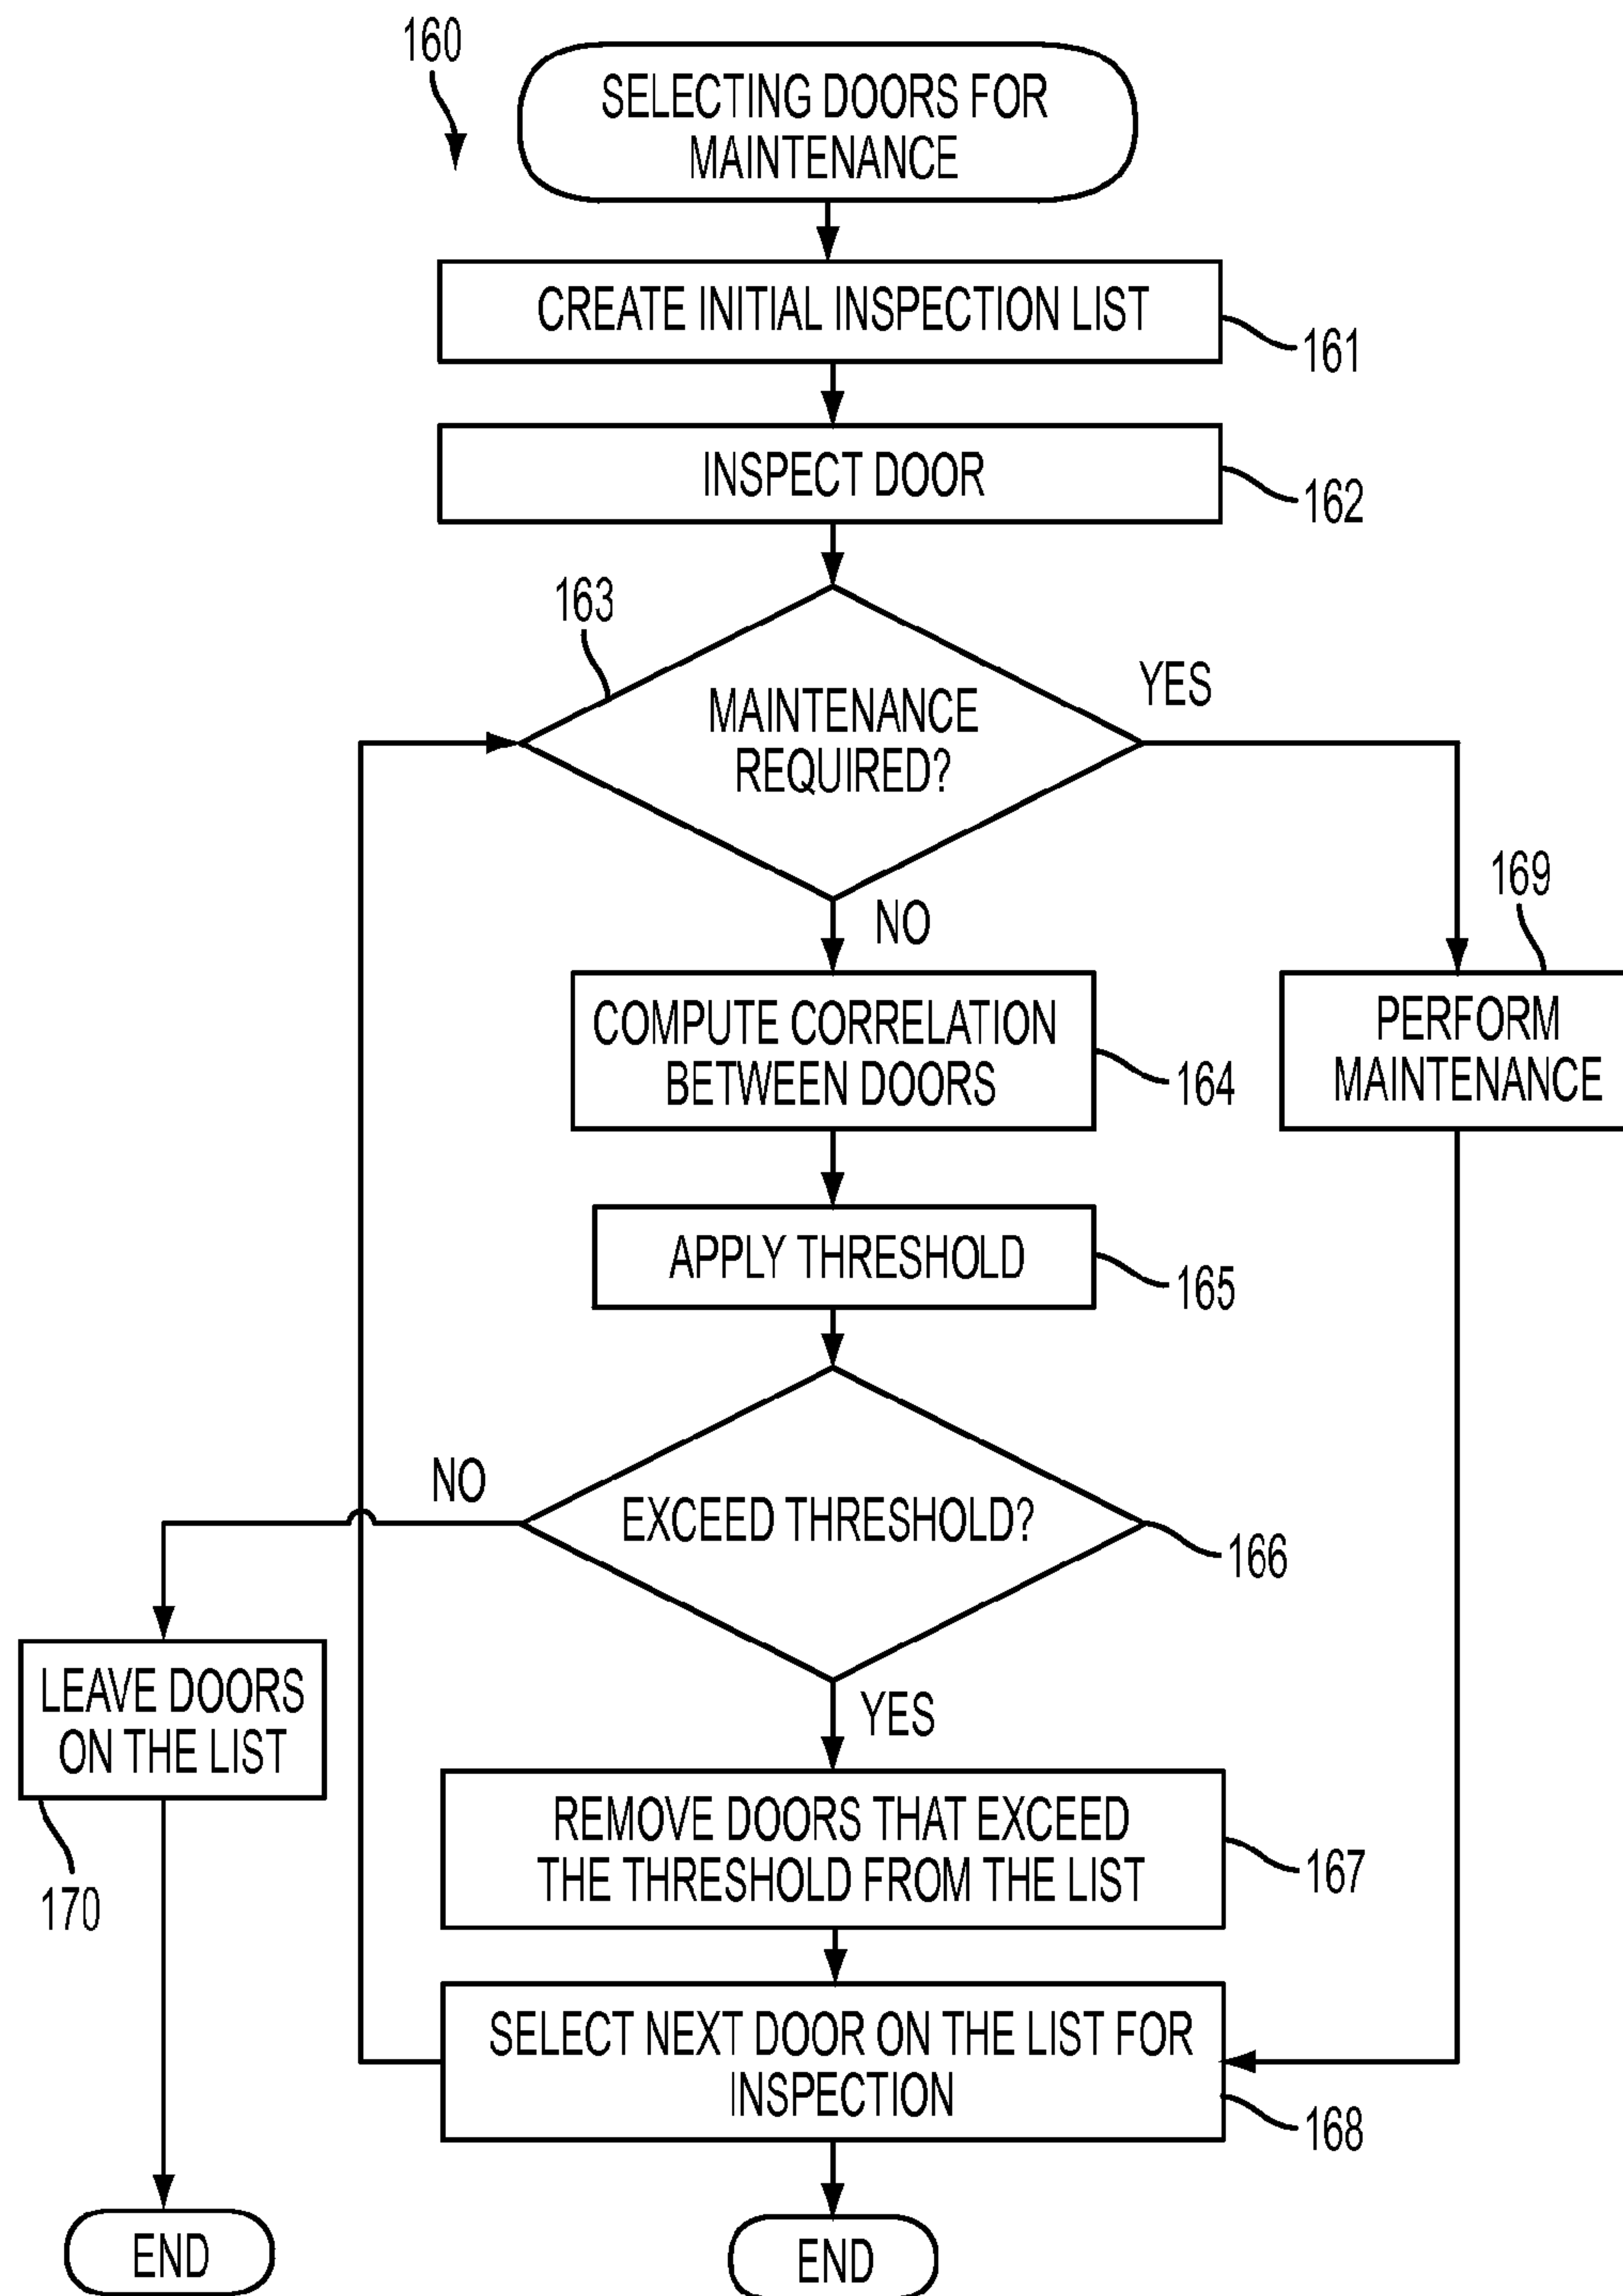 160
SELECTING DOORS FOR
MAINTENANCE
CREATE INITIAL INSPECTION LIST
161
INSPECT DOOR
162
163
MAINTENANCE
REQUIRED?
YES
NO
169
COMPUTE CORRELATION
BETWEEN DOORS
164
PERFORM
MAINTENANCE
APPLY THRESHOLD
165
NO
EXCEED THRESHOLD?
166
LEAVE DOORS
ON THE LIST
170
YES
REMOVE DOORS THAT EXCEED
THE THRESHOLD FROM THE LIST
167
SELECT NEXT DOOR ON THE LIST FOR
INSPECTION
168
END
END